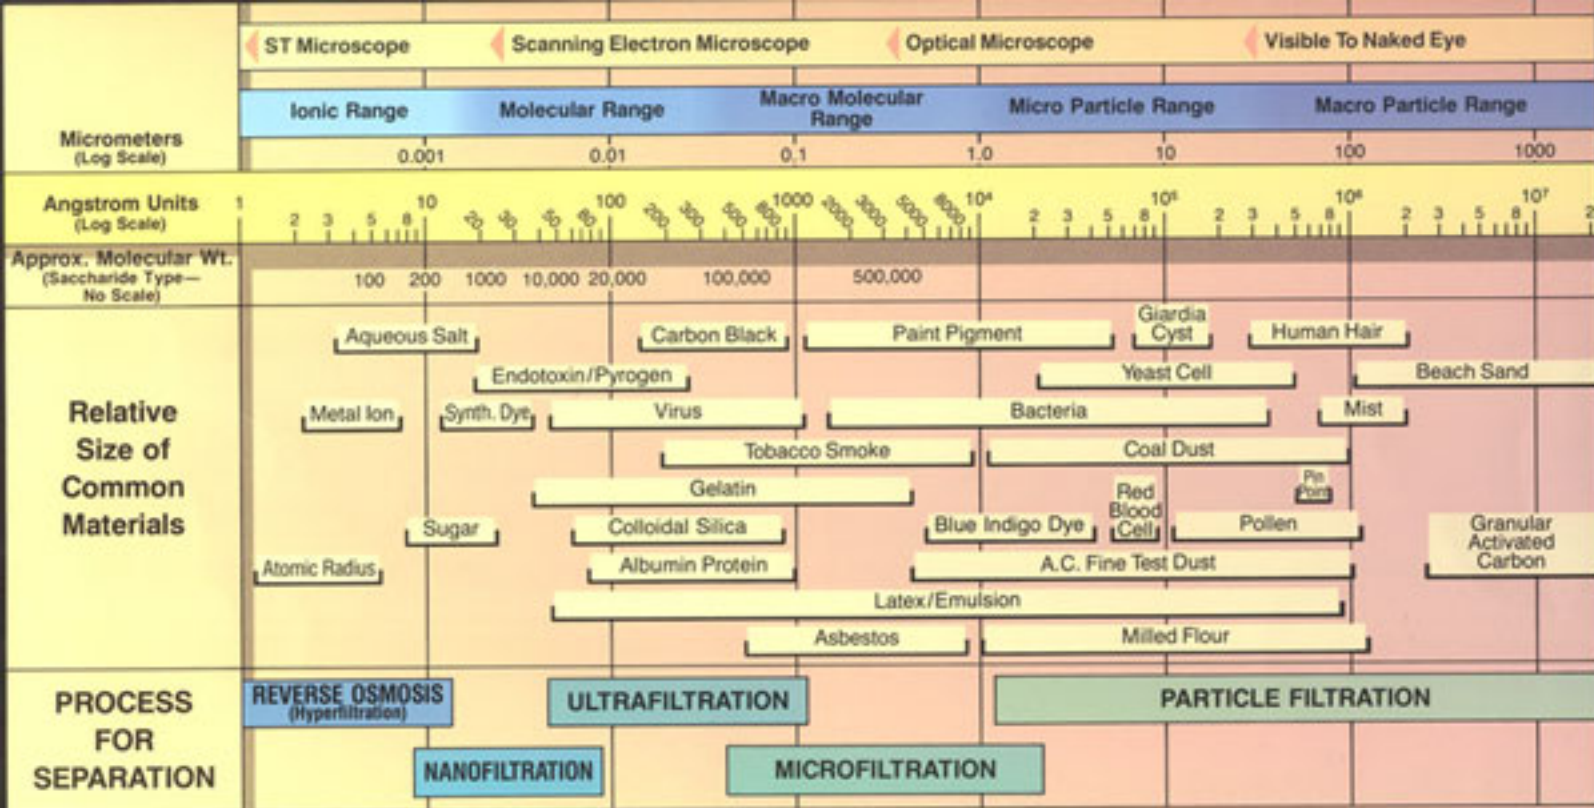 ST Microscope
Scanning Electron Microscope
Optical Microscope
Visible To Naked Eye
Ionic Range
Molecular Range
Macro Molecular
Range
Micro Particle Range
Macro Particle Range
Micrometers
(Log Scale)
0.001 0.01 0.1 1.0 10 100 1000
Angstrom Units
(Log Scale)
1 10 100 1000 10⁴ 10⁵ 10⁶ 10⁷
2 3 5 8 20 30 50 80 200 300 500 800 2000 3000 5000 8000 2 3 5 8 2 3 5 8 2 3 5 8 2
Approx. Molecular Wt.
(Saccharide Type—
No Scale)
100 200 1000 10,000 20,000 100,000 500,000
Relative
Size of
Common
Materials
Aqueous Salt
Carbon Black
Paint Pigment
Giardia
Cyst
Human Hair
Endotoxin/Pyrogen
Yeast Cell
Beach Sand
Metal Ion
Synth. Dye
Virus
Bacteria
Mist
Tobacco Smoke
Coal Dust
Gelatin
Red
Blood
Cell
Pin
Point
Sugar
Colloidal Silica
Blue Indigo Dye
Pollen
Granular
Activated
Carbon
Atomic Radius
Albumin Protein
A.C. Fine Test Dust
Latex/Emulsion
Asbestos
Milled Flour
PROCESS
FOR
SEPARATION
REVERSE OSMOSIS
(Hyperfiltration)
ULTRAFILTRATION
PARTICLE FILTRATION
NANOFILTRATION
MICROFILTRATION